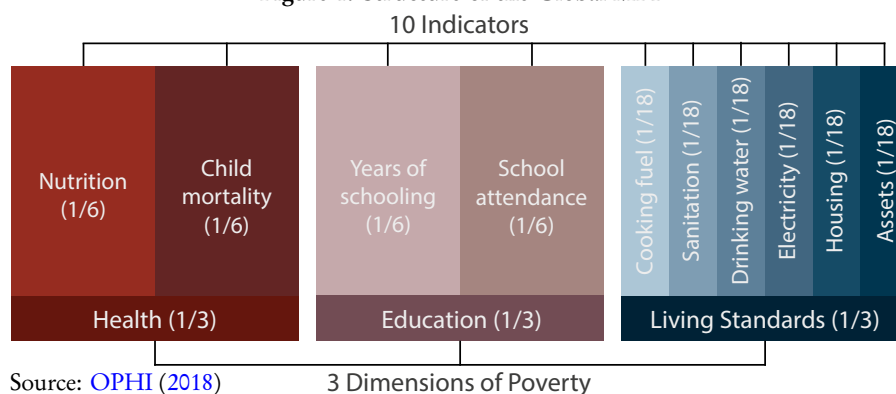 10 Indicators
Nutrition
(1/6)
Child
mortality
(1/6)
Years of
schooling
(1/6)
School
attendance
(1/6)
Cooking fuel (1/18)
Sanitation (1/18)
Drinking water (1/18)
Electricity (1/18)
Housing (1/18)
Assets (1/18)
Health (1/3)
Education (1/3)
Living Standards (1/3)
3 Dimensions of Poverty
Source: OPHI (2018)